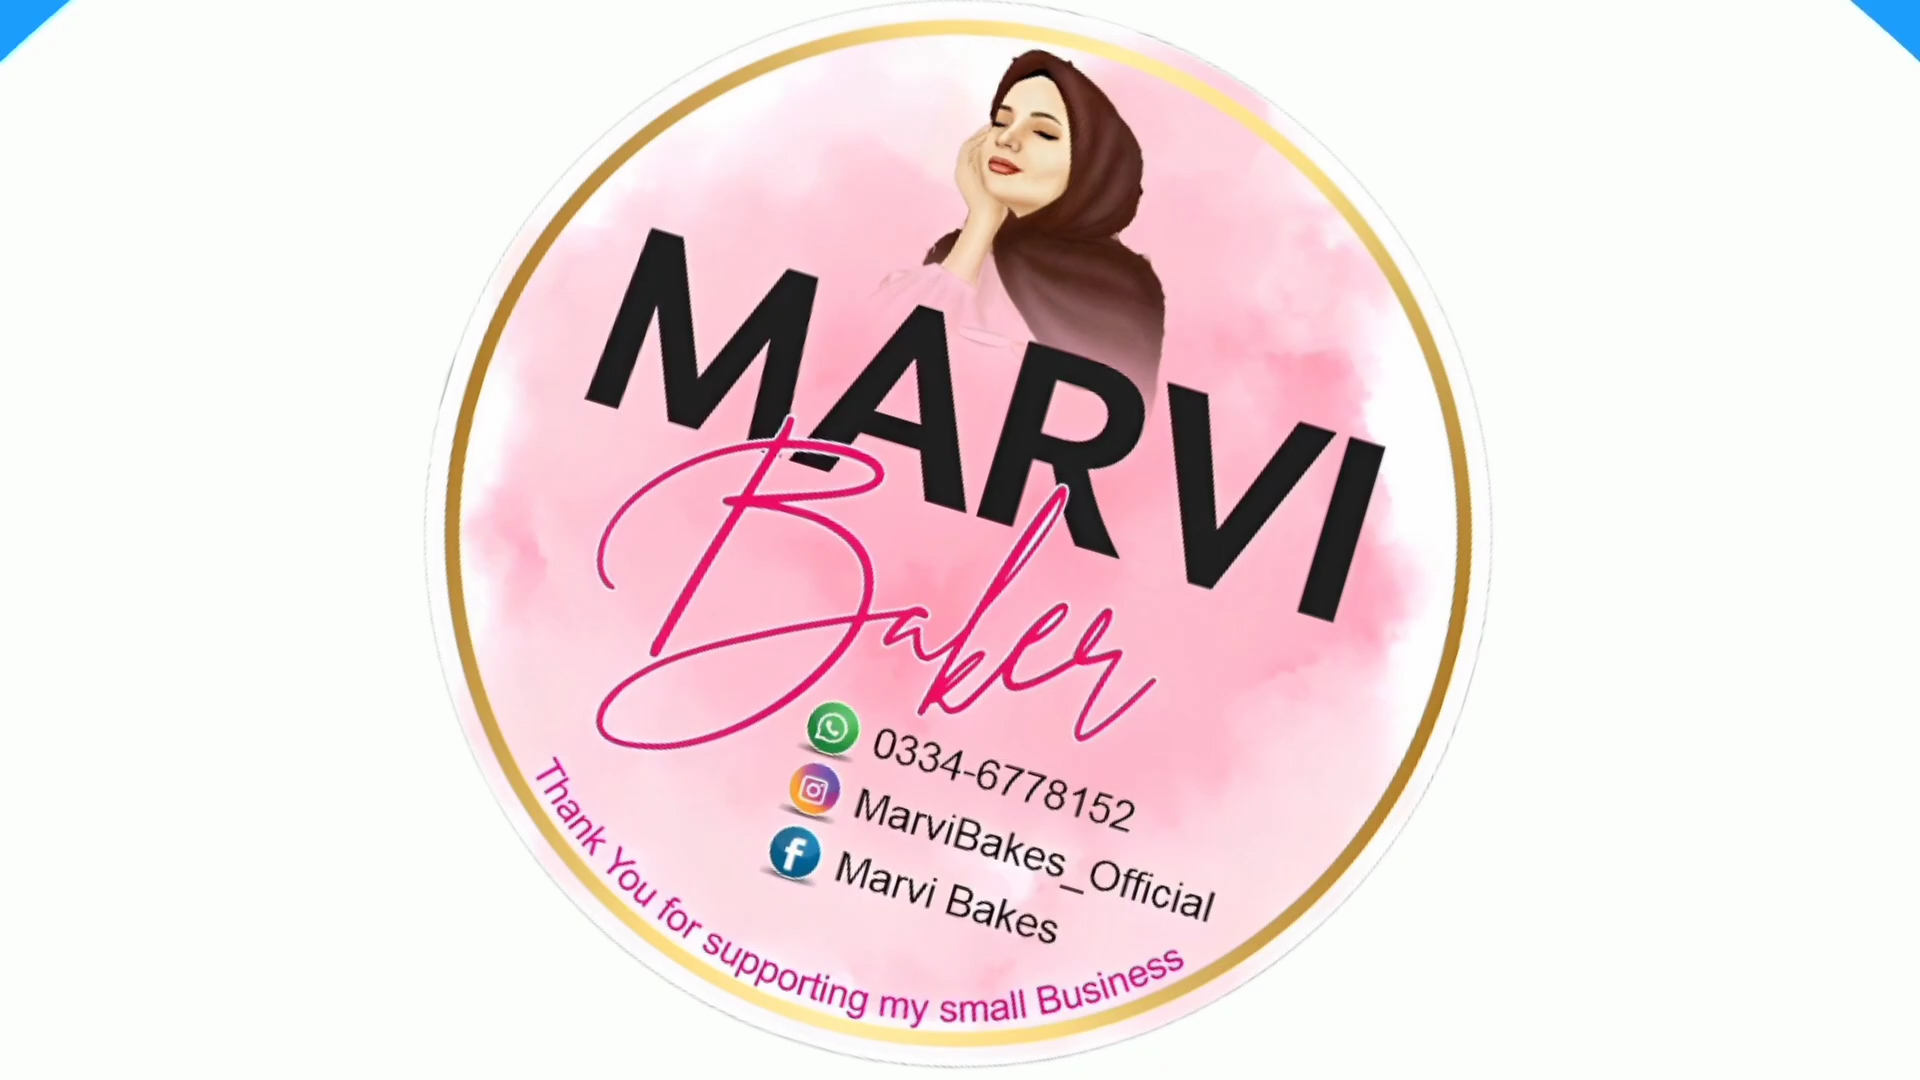 MARVI
Baker
0334-6778152
MarviBakes_Official
Marvi Bakes
Thank You for supporting my small Business